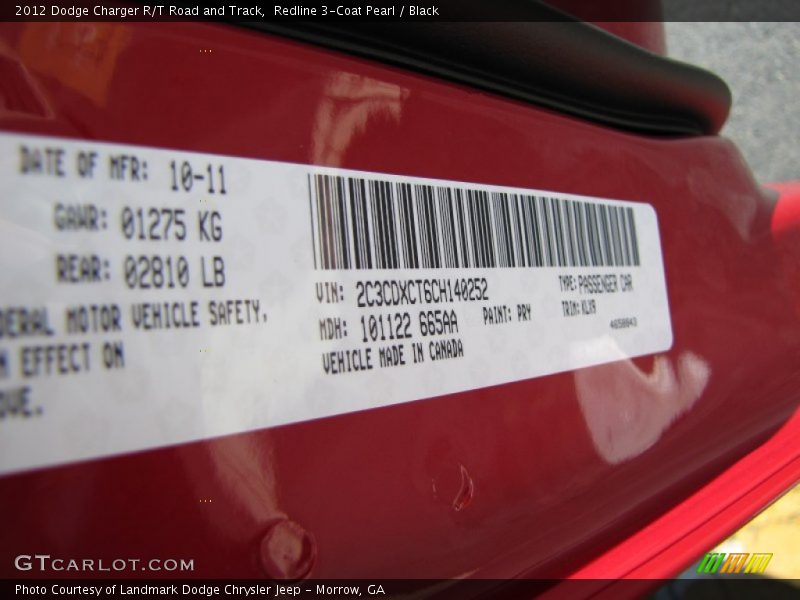 2012 Dodge Charger R/T Road and Track,  Redline 3-Coat Pearl / Black
DATE OF MFR: 10-11
GAWR: 01275 KG
REAR: 02810 LB
MOTOR VEHICLE SAFETY,
EFFECT ON
VIN: 2C3CDXCT6CH140252
TYPE: PASSENGER CAR
MDH: 101122 665AA
PAINT: PRY
TRIM: KLX9
VEHICLE MADE IN CANADA
GTCARLOT.COM
Photo Courtesy of Landmark Dodge Chrysler Jeep - Morrow, GA